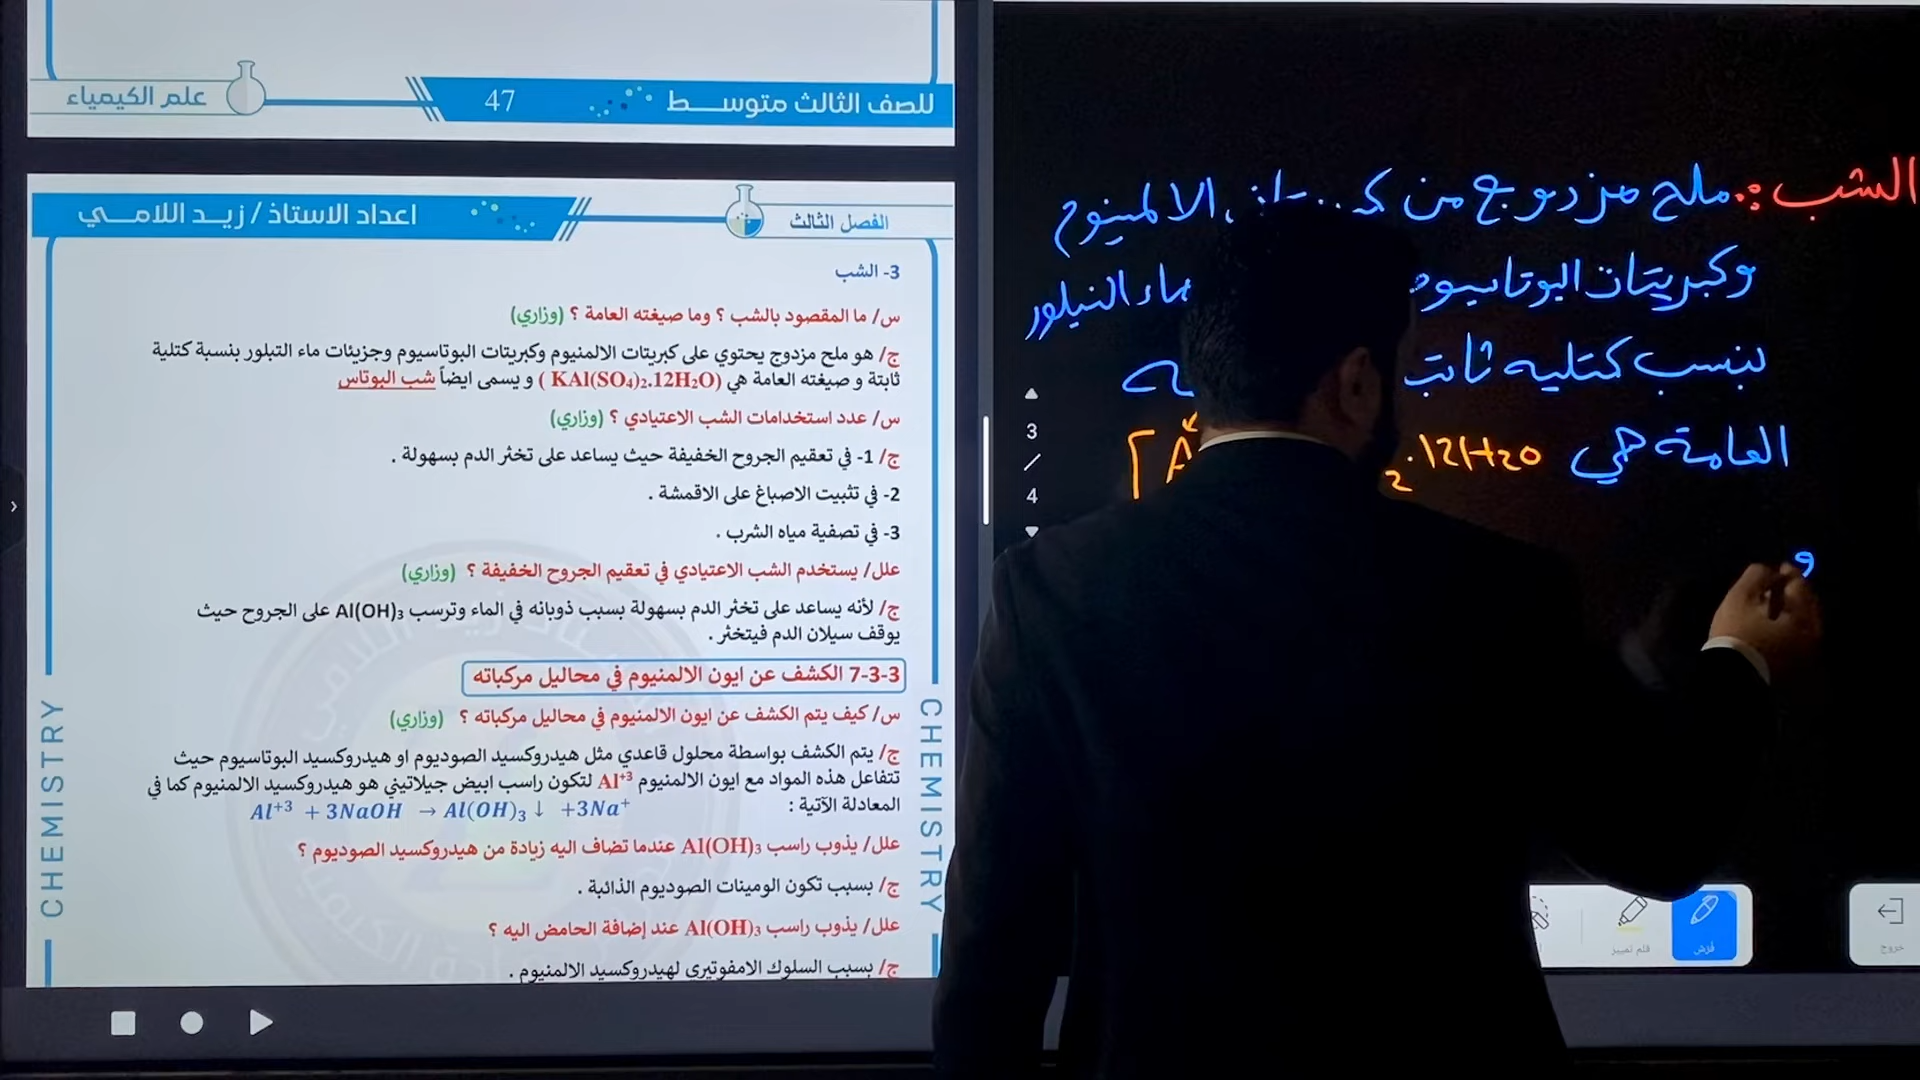 للصف الثالث متوســـط 47 علم الكيمياء
الفصل الثالث اعداد الاستاذ / زيـد اللامـي
3- الشب
س/ ما المقصود بالشب ؟ وما صيغته العامة ؟ (وزاري)
ج/ هو ملح مزدوج يحتوي على كبريتات الالمنيوم وكبريتات البوتاسيوم وجزيئات ماء التبلور بنسبة كتلية
ثابتة و صيغته العامة هي (KAl(SO₄)₂.12H₂O) و يسمى ايضاً شب البوتاس
س/ عدد استخدامات الشب الاعتيادي ؟ (وزاري)
ج/ 1- في تعقيم الجروح الخفيفة حيث يساعد على تخثر الدم بسهولة .
2- في تثبيت الاصباغ على الاقمشة .
3- في تصفية مياه الشرب .
علل/ يستخدم الشب الاعتيادي في تعقيم الجروح الخفيفة ؟ (وزاري)
ج/ لأنه يساعد على تخثر الدم بسهولة بسبب ذوبانه في الماء وترسب Al(OH)₃ على الجروح حيث
يوقف سيلان الدم فيتخثر .
3-3-7 الكشف عن ايون الالمنيوم في محاليل مركباته
س/ كيف يتم الكشف عن ايون الالمنيوم في محاليل مركباته ؟ (وزاري)
ج/ يتم الكشف بواسطة محلول قاعدي مثل هيدروكسيد الصوديوم او هيدروكسيد البوتاسيوم حيث
تتفاعل هذه المواد مع ايون الالمنيوم Al⁺³ لتكون راسب ابيض جيلاتيني هو هيدروكسيد الالمنيوم كما في
المعادلة الآتية : Al⁺³ + 3NaOH → Al(OH)₃↓ +3Na⁺
علل/ يذوب راسب Al(OH)₃ عندما تضاف اليه زيادة من هيدروكسيد الصوديوم ؟
ج/ بسبب تكون الومينات الصوديوم الذائبة .
علل/ يذوب راسب Al(OH)₃ عند إضافة الحامض اليه ؟
ج/ بسبب السلوك الامفوتيري لهيدروكسيد الالمنيوم .
CHEMISTRY
CHEMISTRY
الشب : ملح مزدوج من الالمنيوم
وكبريتات البوتاسيوم
بنسب كتليه
العامة هي 2.12H2O
و
3
/
4
قلم تمييز
فرش
خروج